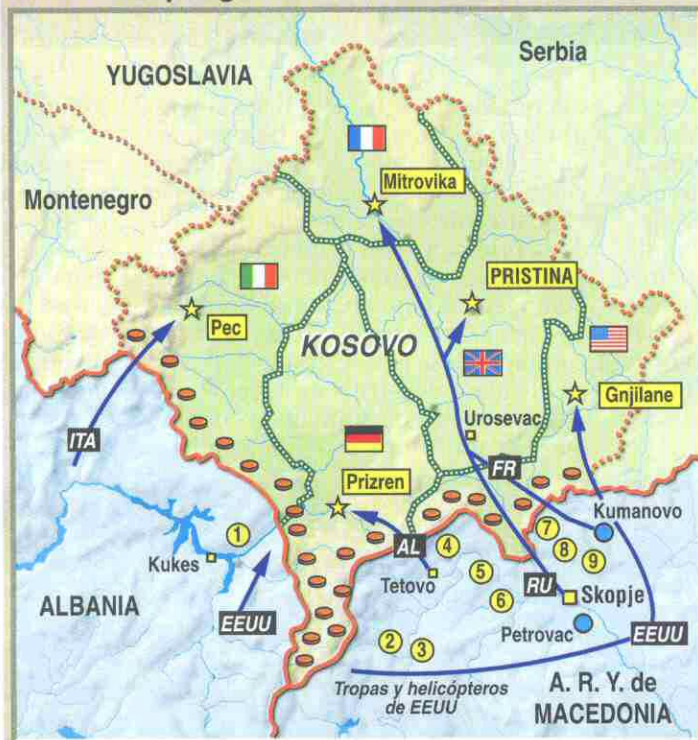 YUGOSLAVIA
Serbia
Montenegro
Mitrovika
PRISTINA
Pec
KOSOVO
Gnjilane
ITA
Urosevac
Prizren
FR
Kumanovo
1
AL
4
7
8
9
Kukes
Tetovo
5
6
RU
Skopje
ALBANIA
EEUU
Petrovac
EEUU
2
3
Tropas y helicópteros
de EEUU
A. R. Y. de
MACEDONIA